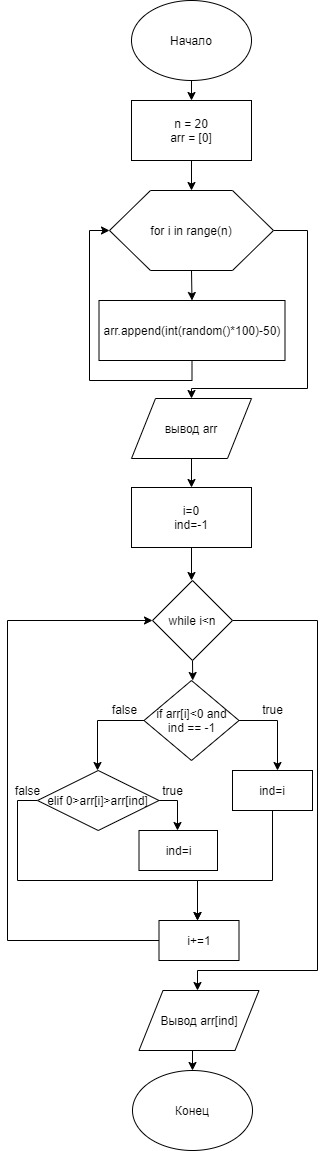 Начало
n = 20
arr = [0]
for i in range(n)
arr.append(int(random()*100)-50)
вывод arr
i=0
ind=-1
while i<n
if arr[i]<0 and
ind == -1
false
true
elif 0>arr[i]>arr[ind]
false
true
ind=i
ind=i
i+=1
Вывод arr[ind]
Конец